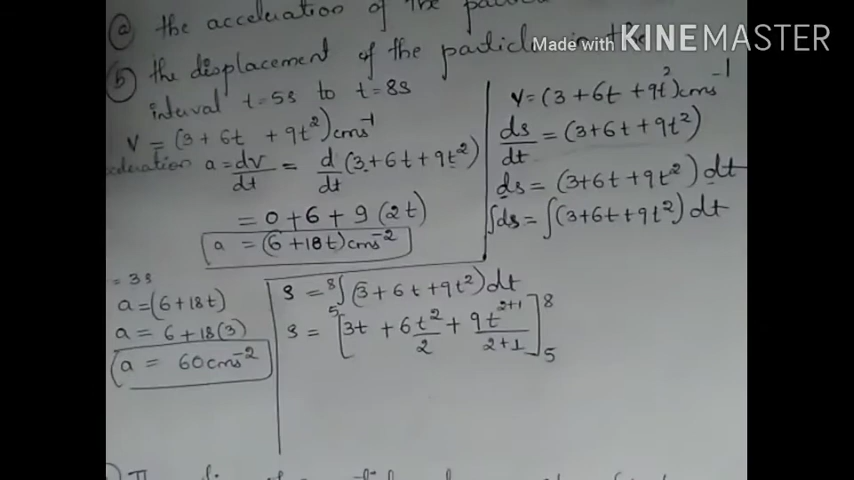 ⓐ the acceleration of the
ⓑ the displacement of the particle in the
interval t=5s to t=8s
Made with KINEMASTER
V = (3 + 6t + 9t²)cms⁻¹
a = dv/dt = d/dt (3+6t+9t²)
= 0+6+9(2t)
a = (6+18t)cms⁻²
= 3s
a=(6+18t)
a = 6+18(3)
a = 60cms⁻²
V=(3+6t+9t²)cms⁻¹
ds/dt = (3+6t+9t²)
ds = (3+6t+9t²) dt
∫ds = ∫(3+6t+9t²) dt
s = ₅⁸∫(3+6t+9t²)dt
s = [3t + 6t²/2 + 9t²⁺¹/2+1]₅⁸